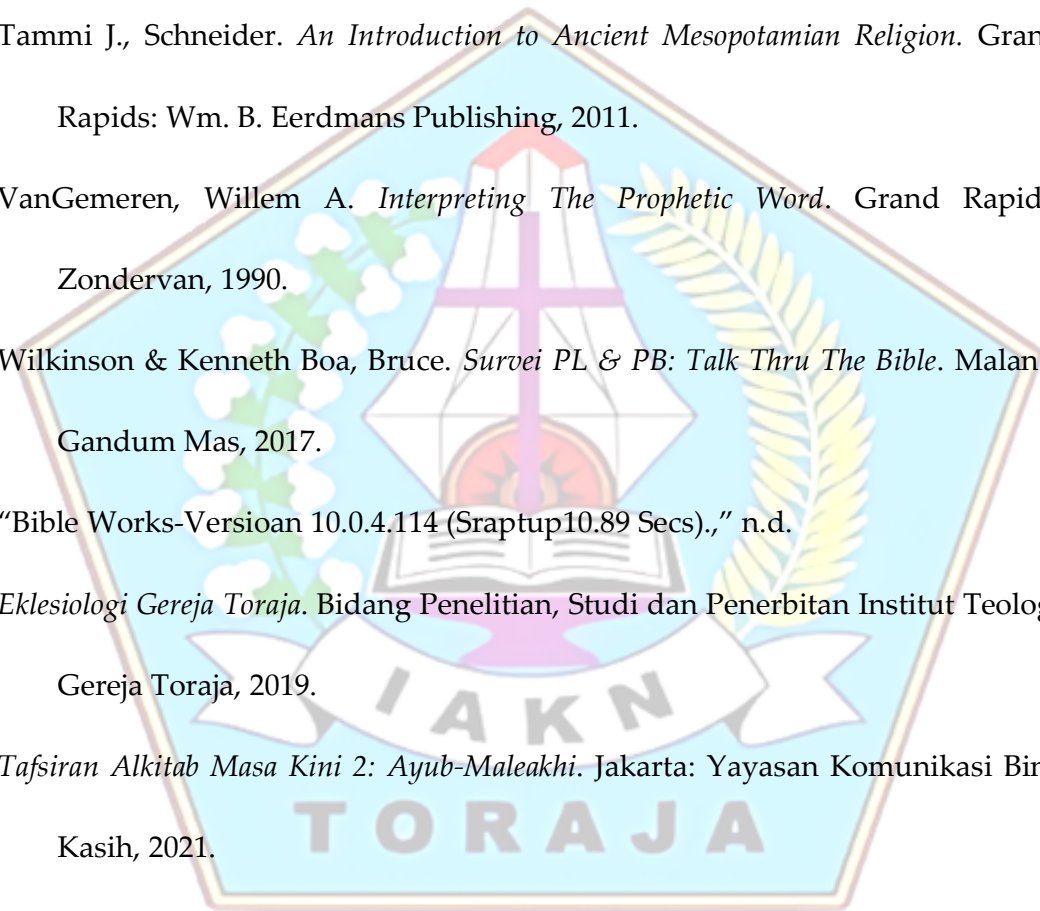 Tammi J., Schneider. An Introduction to Ancient Mesopotamian Religion. Gran
Rapids: Wm. B. Eerdmans Publishing, 2011.
VanGemeren, Willem A. Interpreting The Prophetic Word. Grand Rapid
Zondervan, 1990.
Wilkinson & Kenneth Boa, Bruce. Survei PL & PB: Talk Thru The Bible. Malan
Gandum Mas, 2017.
“Bible Works-Versioan 10.0.4.114 (Sraptup10.89 Secs).,” n.d.
Eklesiologi Gereja Toraja. Bidang Penelitian, Studi dan Penerbitan Institut Teolog
Gereja Toraja, 2019.
IAKN
Tafsiran Alkitab Masa Kini 2: Ayub-Maleakhi. Jakarta: Yayasan Komunikasi Bin
TORAJA
Kasih, 2021.